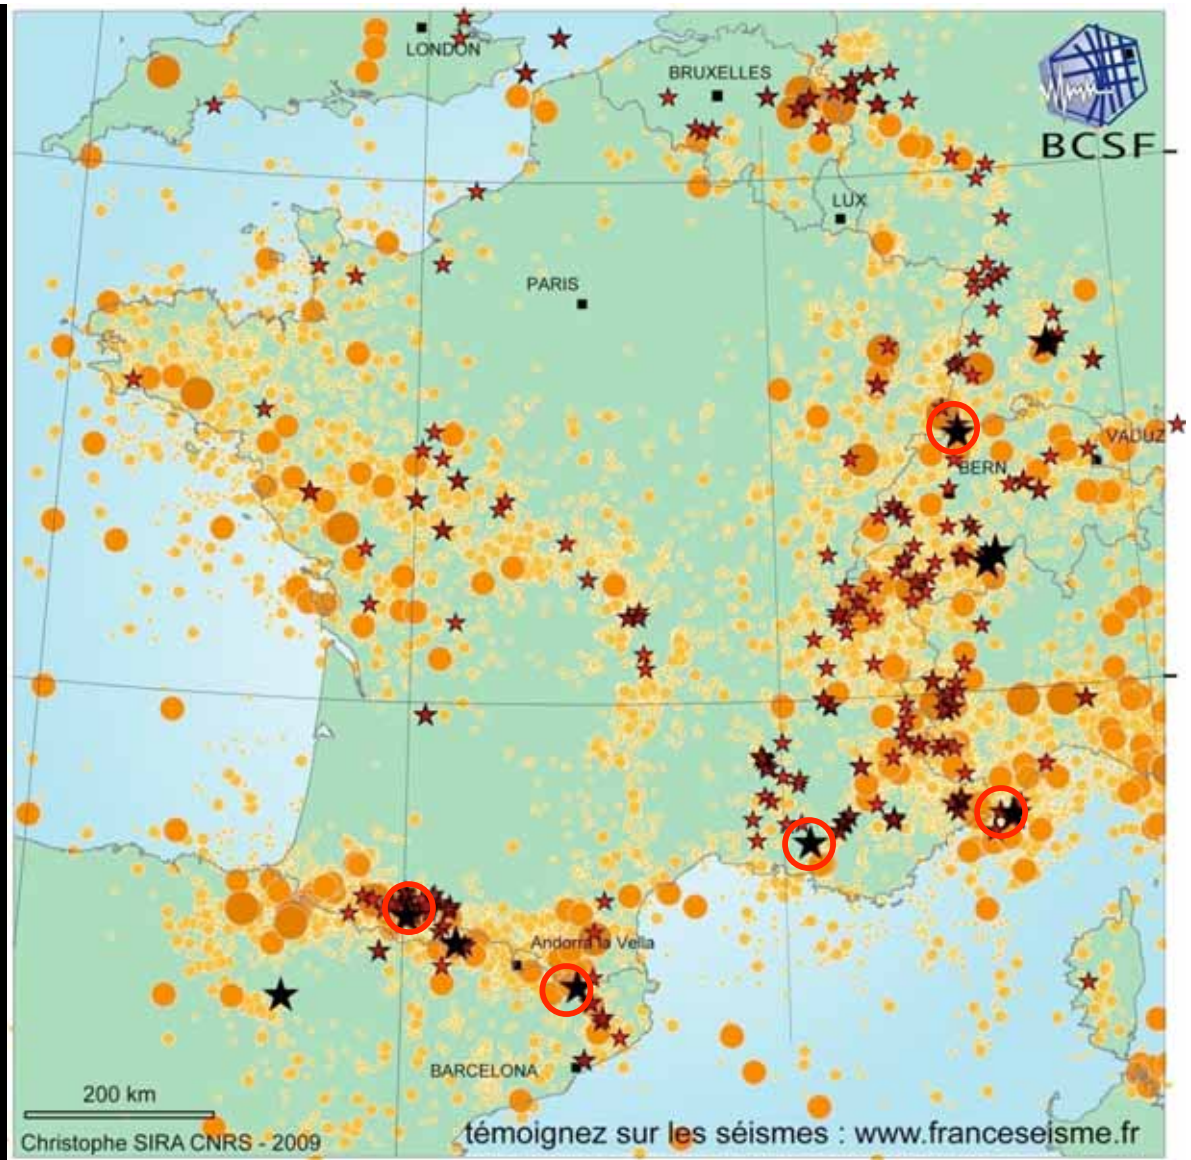 LONDON
BRUXELLES
BCSF
LUX
PARIS
VADUZ
BERN
Andorra la Vella
BARCELONA
200 km
Christophe SIRA CNRS - 2009
témoignez sur les séismes : www.franceseisme.fr